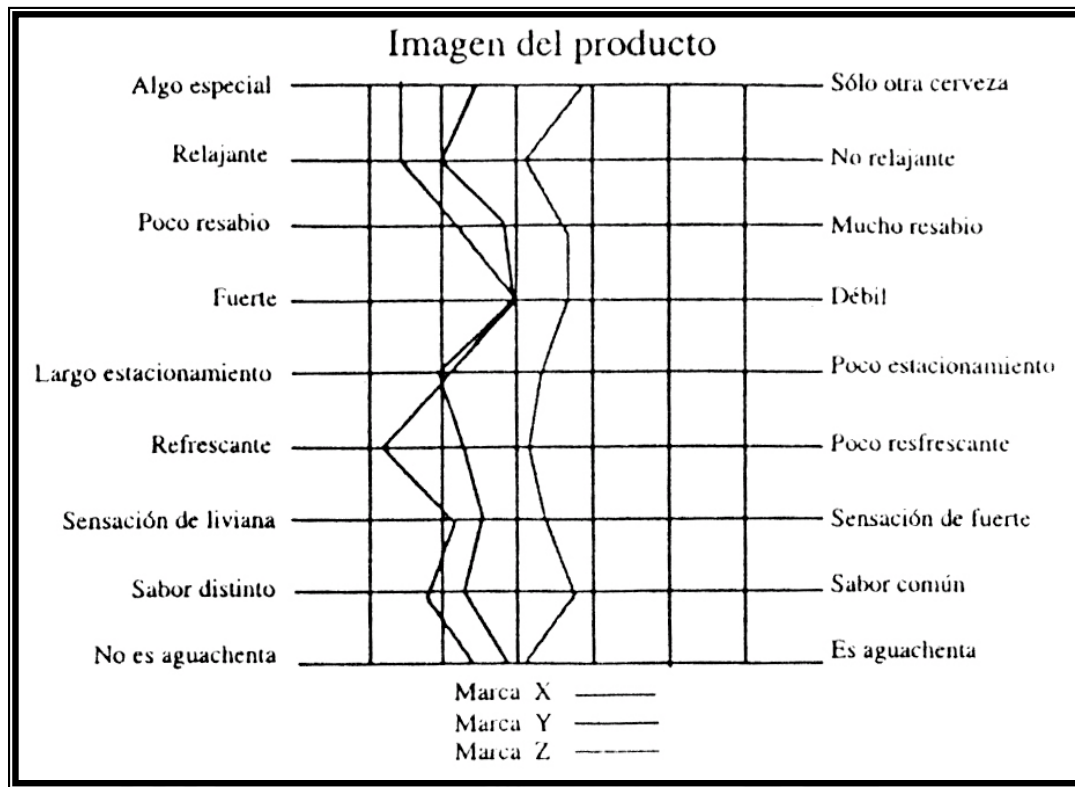 Imagen del producto
Algo especial Sólo otra cerveza
Relajante No relajante
Poco resabio Mucho resabio
Fuerte Débil
Largo estacionamiento Poco estacionamiento
Refrescante Poco resfrescante
Sensación de liviana Sensación de fuerte
Sabor distinto Sabor común
No es aguachenta Es aguachenta
Marca X
Marca Y
Marca Z